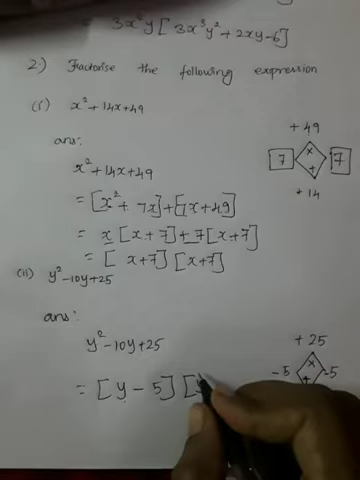 = 3x⁴y [ 3x³y² + 2xy - 6 ]
2.) Factorise the following expression
(i) x² + 14x + 49
ans:
x² + 14x + 49
= [x² + 7x] + [7x + 49]
= x [x + 7] + 7 [x + 7]
= [ x + 7 ] [ x + 7 ]
+ 49
7 × + 7
+ 14
(ii) y² - 10y + 25
ans:
y² - 10y + 25
= [ y - 5 ] [
+ 25
-5 × + -5